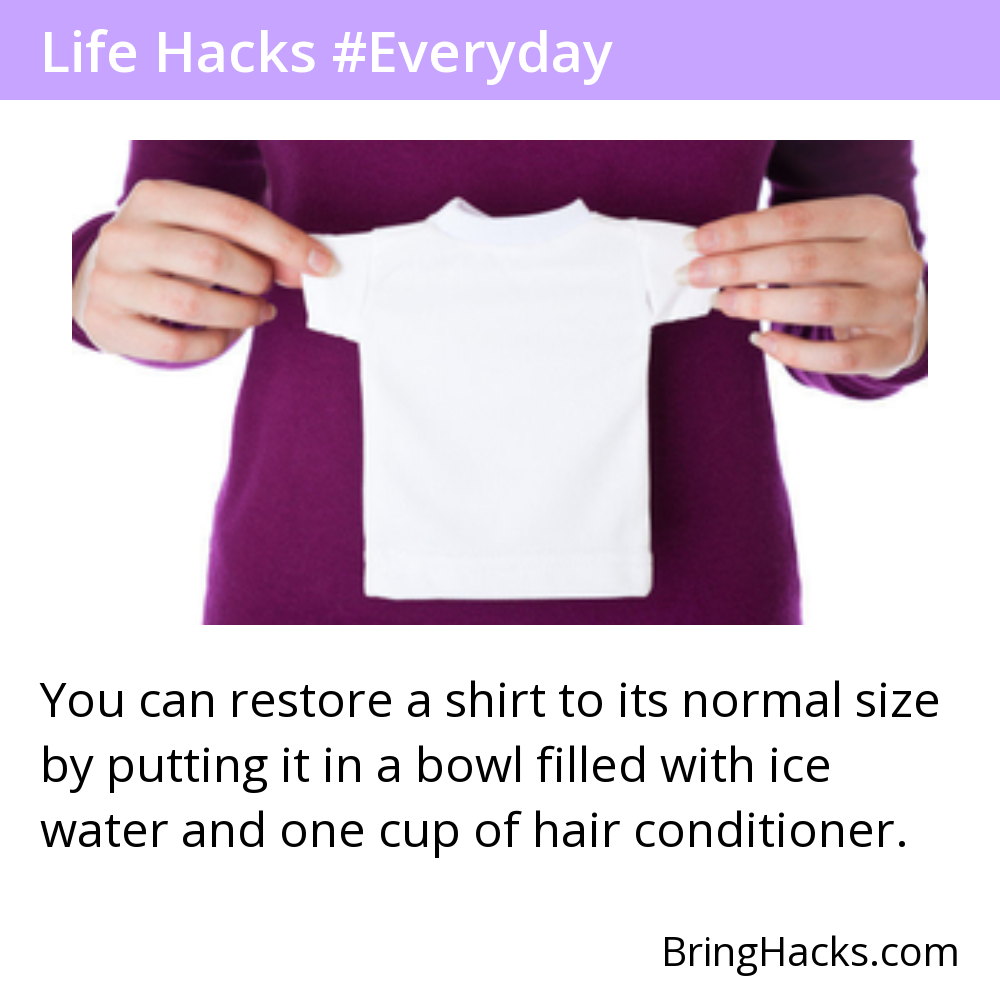 Life Hacks #Everyday
You can restore a shirt to its normal size
by putting it in a bowl filled with ice
water and one cup of hair conditioner.
BringHacks.com